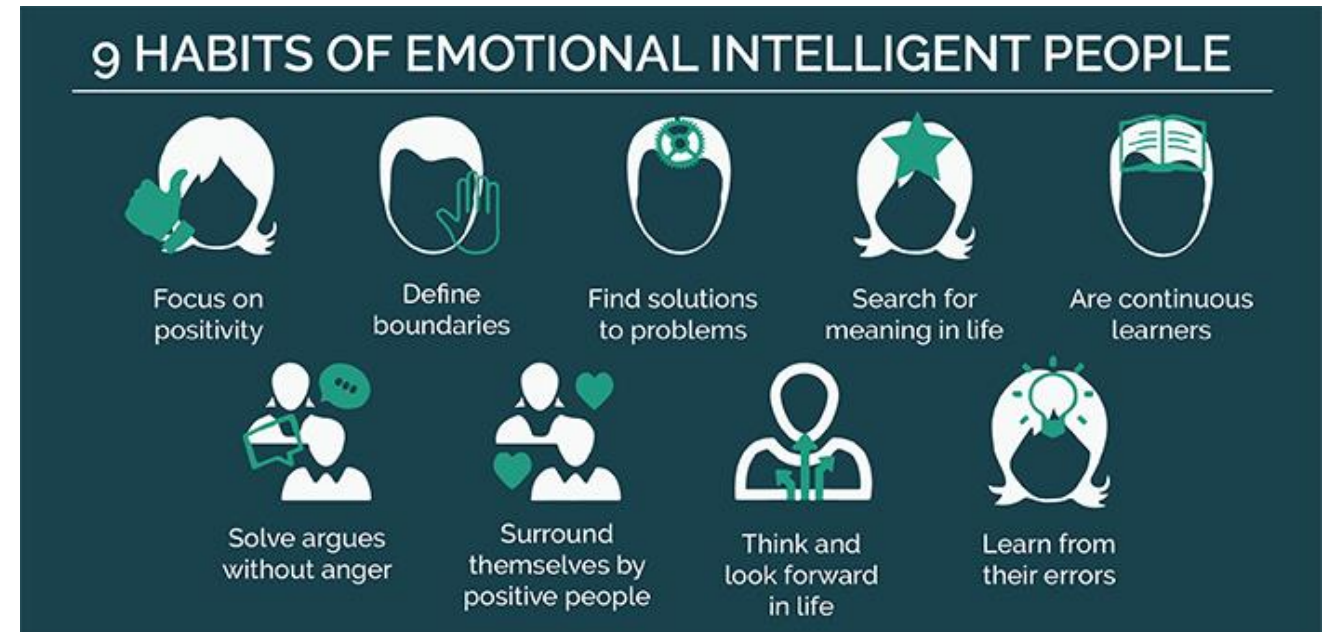 9 HABITS OF EMOTIONAL INTELLIGENT PEOPLE
Focus on
positivity
Define
boundaries
Find solutions
to problems
Search for
meaning in life
Are continuous
learners
Solve argues
without anger
Surround
themselves by
positive people
Think and
look forward
in life
Learn from
their errors